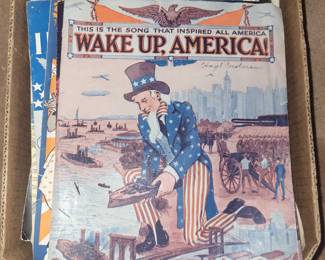 THIS IS THE SONG THAT INSPIRED ALL AMERICA
WAKE UP, AMERICA!